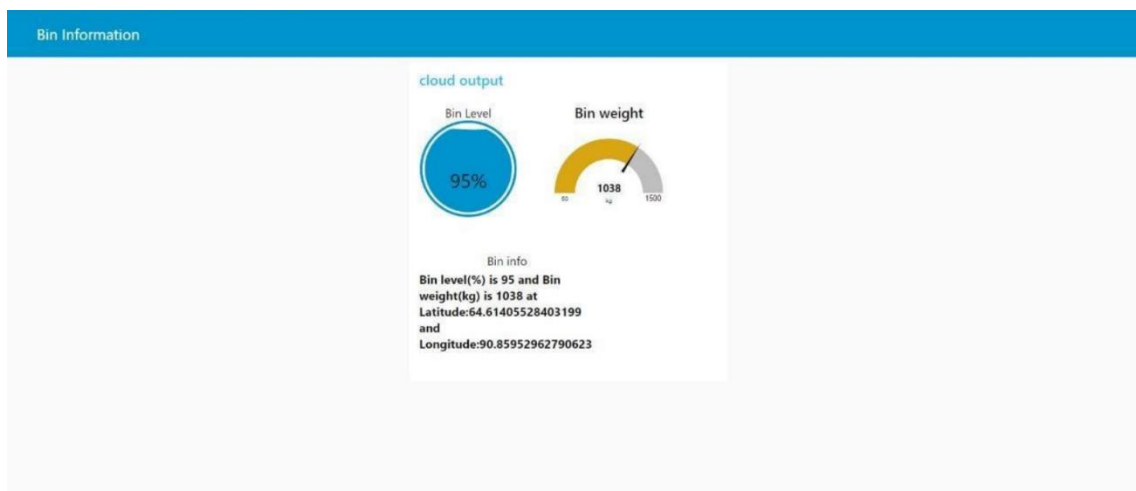 Bin Information
cloud output
Bin Level
95%
Bin weight
1038
kg
1500
Bin info
Bin level(%) is 95 and Bin
weight(kg) is 1038 at
Latitude:64.61405528403199
and
Longitude:90.85952962790623